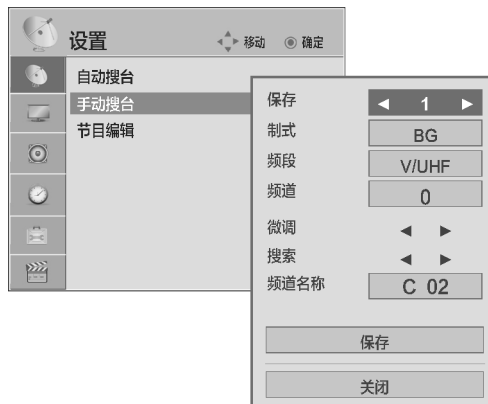 设置 移动 确定
自动搜台
手动搜台
节目编辑
保存 1
制式 BG
频段 V/UHF
频道 0
微调
搜索
频道名称 C 02
保存
关闭